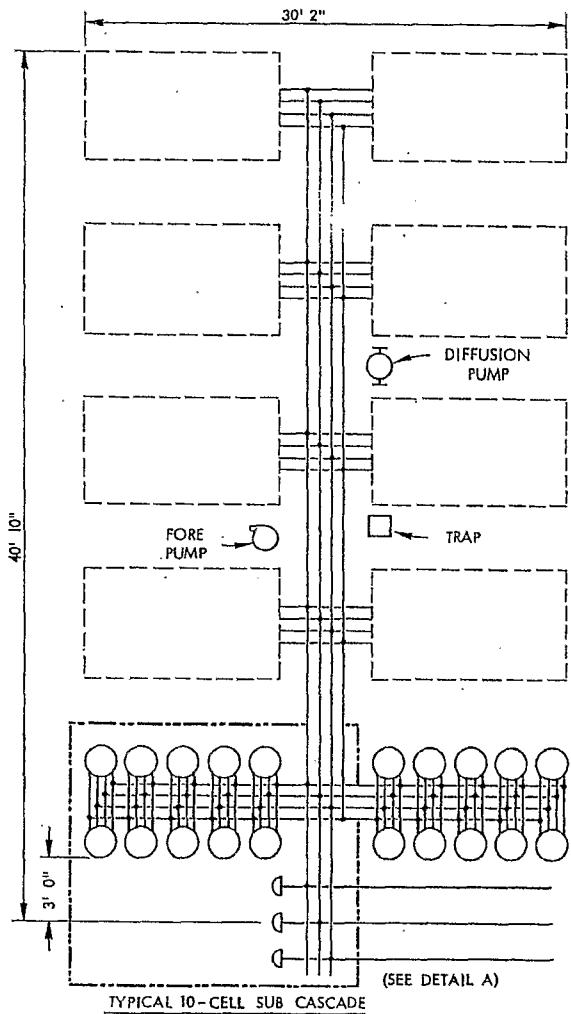 30' 2"
DIFFUSION
PUMP
40' 10"
FORE
PUMP
TRAP
3' 0"
(SEE DETAIL A)
TYPICAL 10-CELL SUB CASCADE